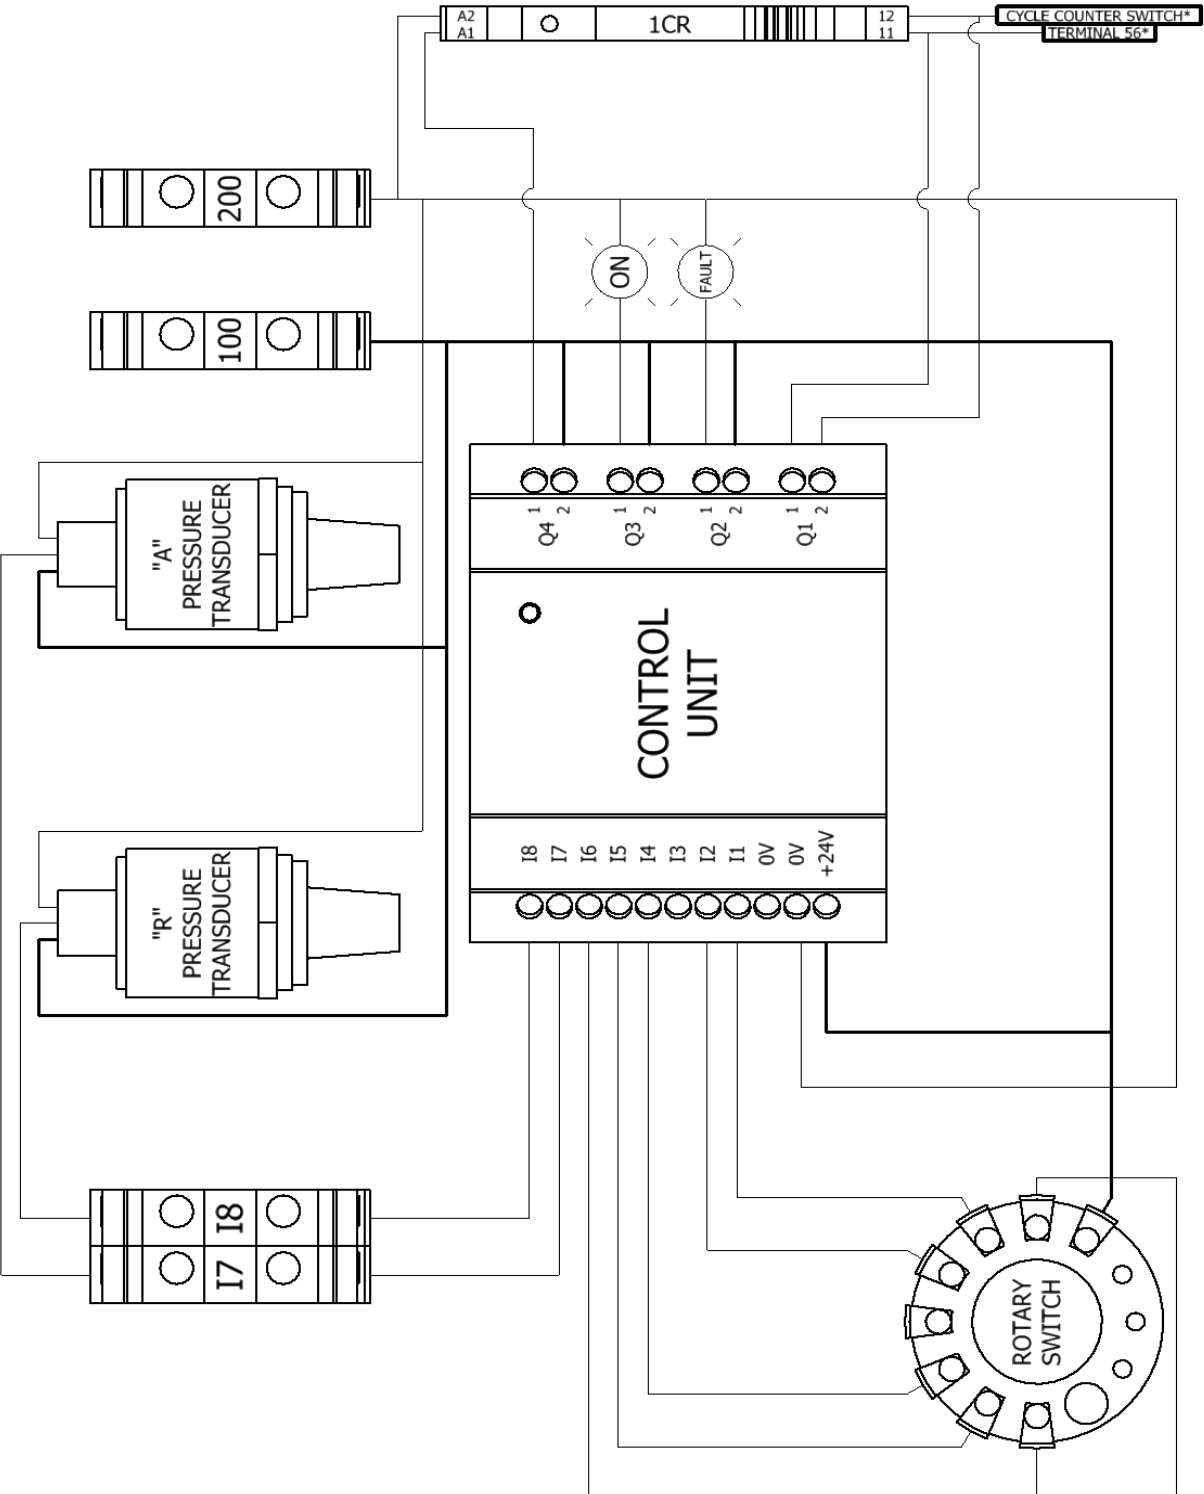 A2
A1
1CR
12
11
CYCLE COUNTER SWITCH*
TERMINAL 56*
200
ON
FAULT
100
"A"
PRESSURE
TRANSDUCER
1 2 1 2 1 2 1 2
Q4 Q3 Q2 Q1
CONTROL
UNIT
"R"
PRESSURE
TRANSDUCER
I8 I7 I6 I5 I4 I3 I2 I1 0V 0V +24V
I8
I7
ROTARY
SWITCH